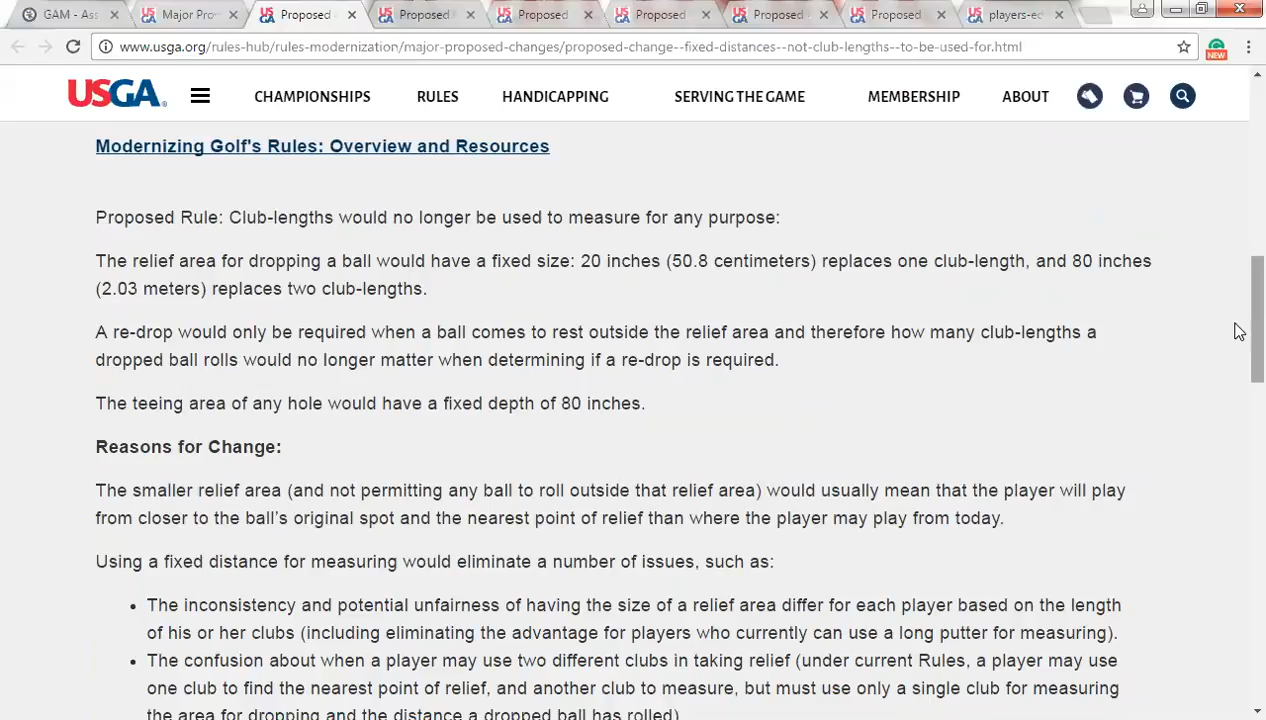 GAM - Ass
Major Pro
Proposed
Proposed
Proposed
Proposed
Proposed
Proposed
players-ed
www.usga.org/rules-hub/rules-modernization/major-proposed-changes/proposed-change--fixed-distances--not-club-lengths--to-be-used-for.html
NEW
USGA
CHAMPIONSHIPS
RULES
HANDICAPPING
SERVING THE GAME
MEMBERSHIP
ABOUT
Modernizing Golf's Rules: Overview and Resources
Proposed Rule: Club-lengths would no longer be used to measure for any purpose:
The relief area for dropping a ball would have a fixed size: 20 inches (50.8 centimeters) replaces one club-length, and 80 inches
(2.03 meters) replaces two club-lengths.
A re-drop would only be required when a ball comes to rest outside the relief area and therefore how many club-lengths a
dropped ball rolls would no longer matter when determining if a re-drop is required.
The teeing area of any hole would have a fixed depth of 80 inches.
Reasons for Change:
The smaller relief area (and not permitting any ball to roll outside that relief area) would usually mean that the player will play
from closer to the ball’s original spot and the nearest point of relief than where the player may play from today.
Using a fixed distance for measuring would eliminate a number of issues, such as:
• The inconsistency and potential unfairness of having the size of a relief area differ for each player based on the length
of his or her clubs (including eliminating the advantage for players who currently can use a long putter for measuring).
• The confusion about when a player may use two different clubs in taking relief (under current Rules, a player may use
one club to find the nearest point of relief, and another club to measure, but must use only a single club for measuring
the area for dropping and the distance a dropped ball has rolled)